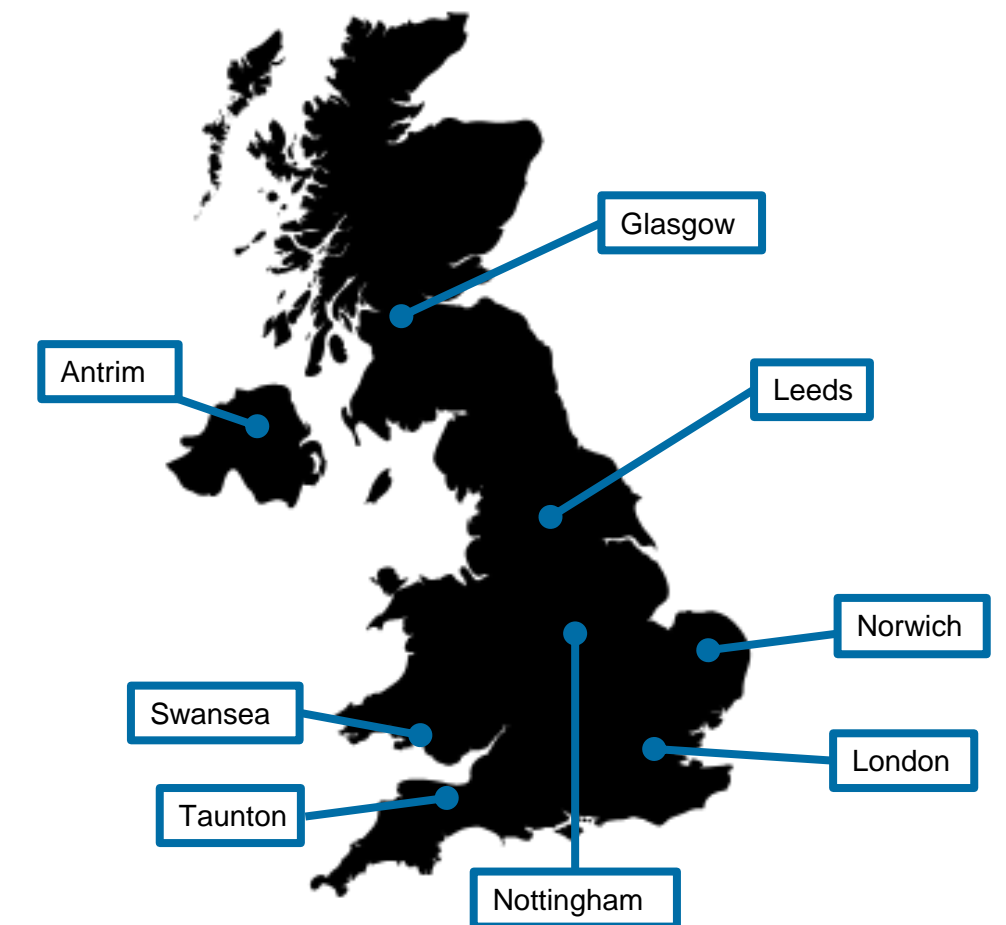 Glasgow
Antrim
Leeds
Norwich
Swansea
London
Taunton
Nottingham